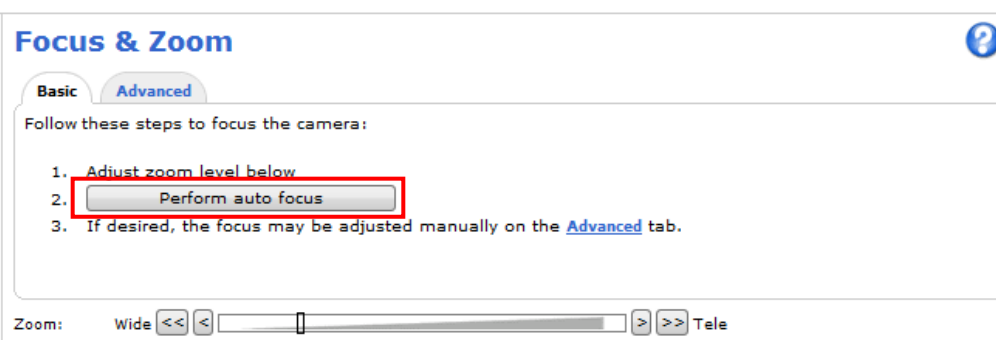 Focus & Zoom
?
Basic Advanced
Follow these steps to focus the camera:
1. Adjust zoom level below
2. Perform auto focus
3. If desired, the focus may be adjusted manually on the Advanced tab.
Zoom: Wide << < > >> Tele